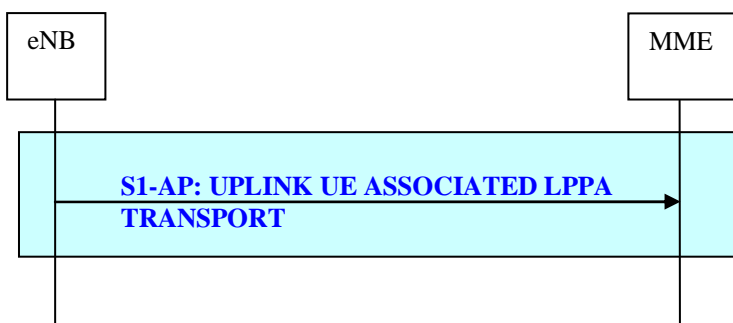 eNB
MME
S1-AP: UPLINK UE ASSOCIATED LPPA
TRANSPORT